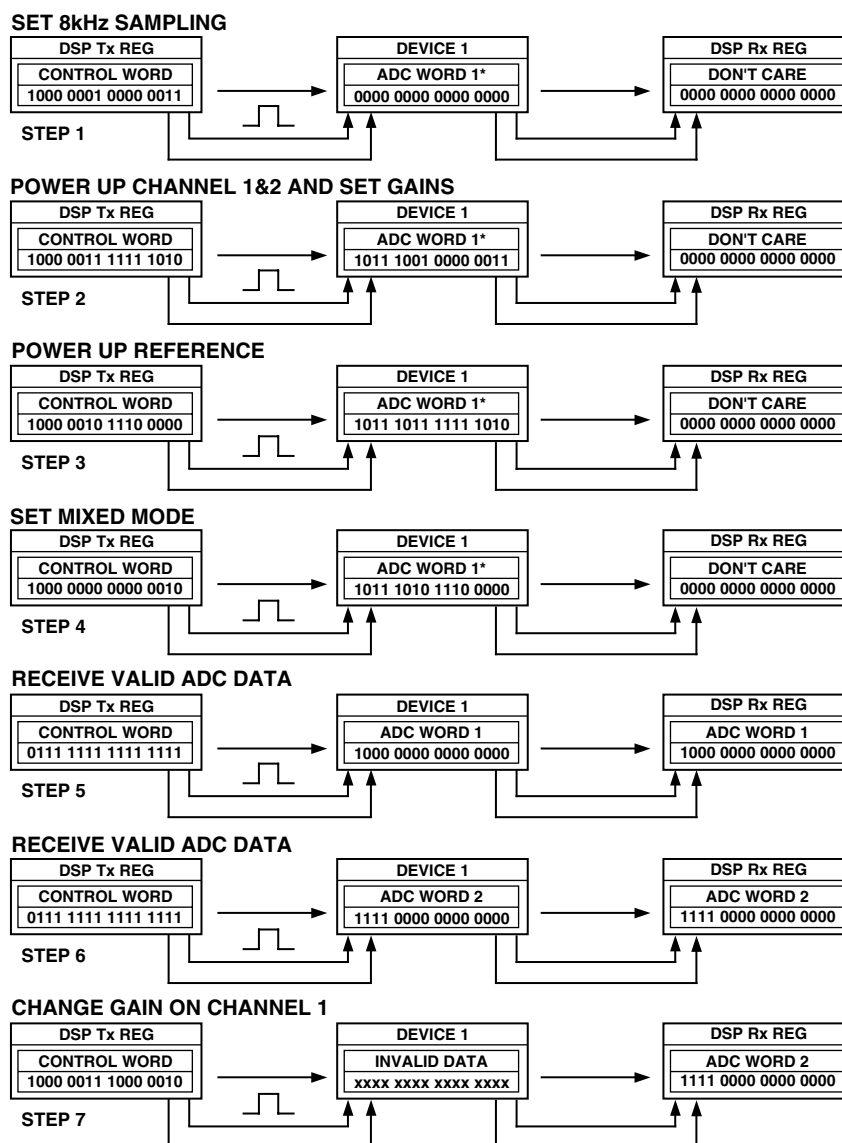 SET 8kHz SAMPLING
DSP Tx REG DEVICE 1 DSP Rx REG
CONTROL WORD ADC WORD 1* DON'T CARE
1000 0001 0000 0011 0000 0000 0000 0000 0000 0000 0000 0000
STEP 1
POWER UP CHANNEL 1&2 AND SET GAINS
DSP Tx REG DEVICE 1 DSP Rx REG
CONTROL WORD ADC WORD 1* DON'T CARE
1000 0011 1111 1010 1011 1001 0000 0011 0000 0000 0000 0000
STEP 2
POWER UP REFERENCE
DSP Tx REG DEVICE 1 DSP Rx REG
CONTROL WORD ADC WORD 1* DON'T CARE
1000 0010 1110 0000 1011 1011 1111 1010 0000 0000 0000 0000
STEP 3
SET MIXED MODE
DSP Tx REG DEVICE 1 DSP Rx REG
CONTROL WORD ADC WORD 1* DON'T CARE
1000 0000 0000 0010 1011 1010 1110 0000 0000 0000 0000 0000
STEP 4
RECEIVE VALID ADC DATA
DSP Tx REG DEVICE 1 DSP Rx REG
CONTROL WORD ADC WORD 1 ADC WORD 1
0111 1111 1111 1111 1000 0000 0000 0000 1000 0000 0000 0000
STEP 5
RECEIVE VALID ADC DATA
DSP Tx REG DEVICE 1 DSP Rx REG
CONTROL WORD ADC WORD 2 ADC WORD 2
0111 1111 1111 1111 1111 0000 0000 0000 1111 0000 0000 0000
STEP 6
CHANGE GAIN ON CHANNEL 1
DSP Tx REG DEVICE 1 DSP Rx REG
CONTROL WORD INVALID DATA ADC WORD 2
1000 0011 1000 0010 xxxx xxxx xxxx xxxx 1111 0000 0000 0000
STEP 7